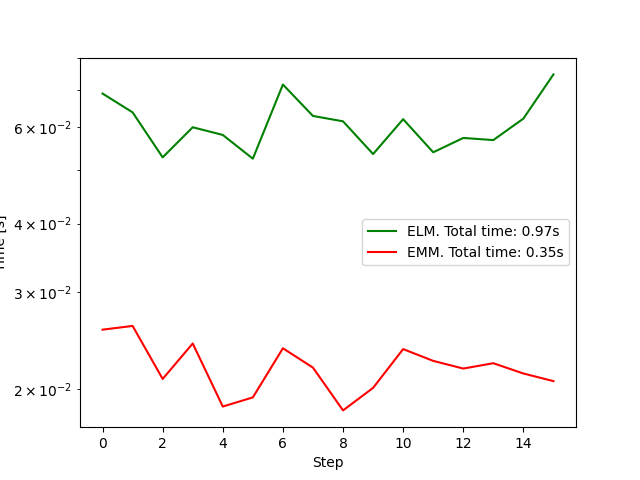 6 × 10⁻²
4 × 10⁻²
3 × 10⁻²
2 × 10⁻²
Time [s]
ELM. Total time: 0.97s
EMM. Total time: 0.35s
0 2 4 6 8 10 12 14
Step